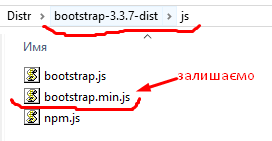 Distr › bootstrap-3.3.7-dist › js
Имя
залишаємо
bootstrap.js
bootstrap.min.js
npm.js